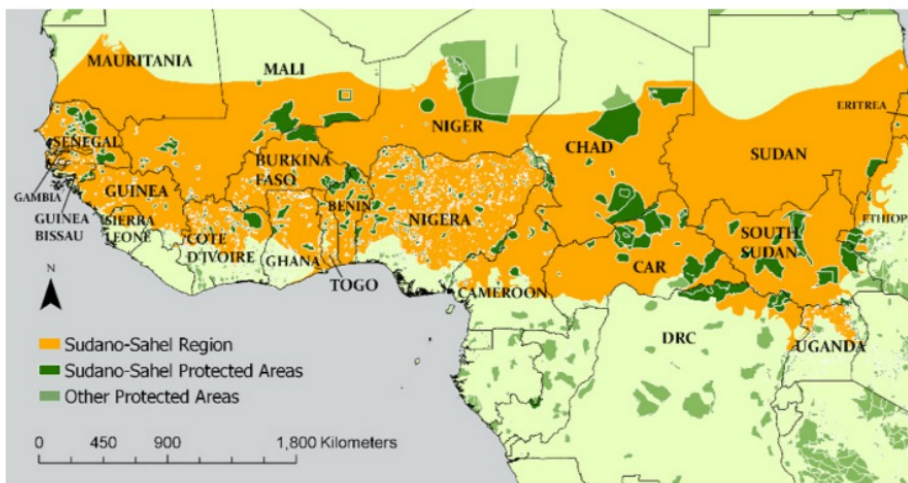 MAURITANIA
MALI
NIGER
CHAD
SUDAN
ERITREA
SENEGAL
GAMBIA
GUINEA
BISSAU
GUINEA
SIERRA
LEONE
COTE
D'IVOIRE
BURKINA
FASO
GHANA
TOGO
BENIN
NIGERA
CAMEROON
CAR
SOUTH
SUDAN
ETHIOP
DRC
UGANDA
N
Sudano-Sahel Region
Sudano-Sahel Protected Areas
Other Protected Areas
0 450 900 1,800 Kilometers